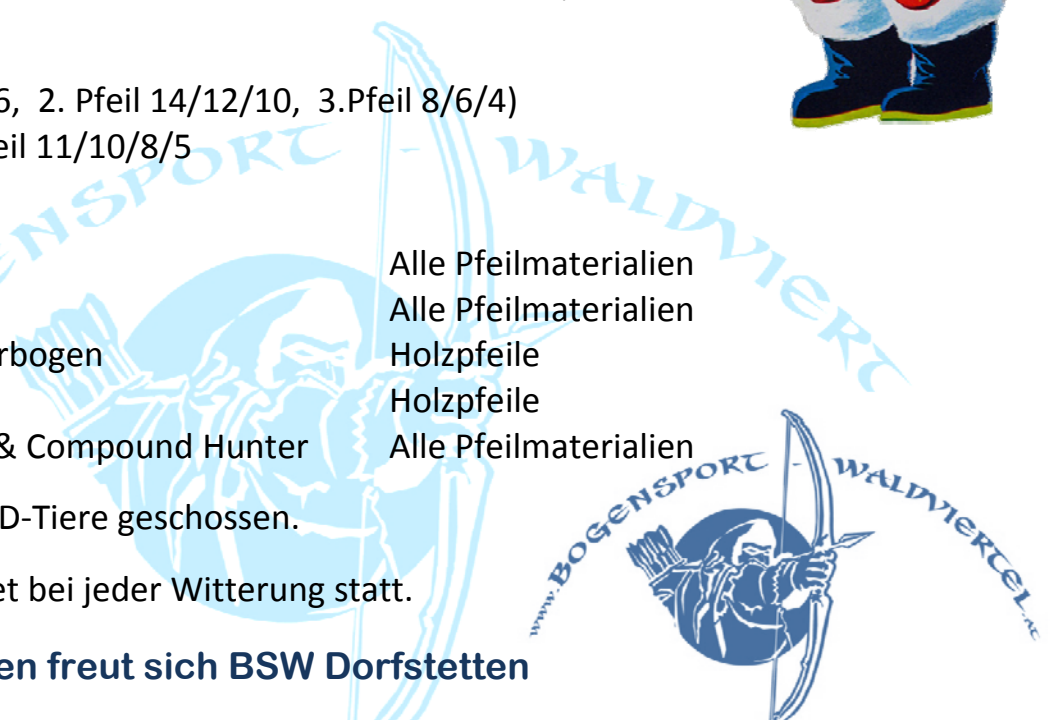 6, 2. Pfeil 14/12/10, 3.Pfeil 8/6/4)
eil 11/10/8/5
Alle Pfeilmaterialien
Alle Pfeilmaterialien
rbogen Holzpfeile
Holzpfeile
& Compound Hunter Alle Pfeilmaterialien
D-Tiere geschossen.
et bei jeder Witterung statt.
en freut sich BSW Dorfstetten
ENSPORT - WALDVIERT
www.BOGENSPORT - WALDVIERTEL.AT